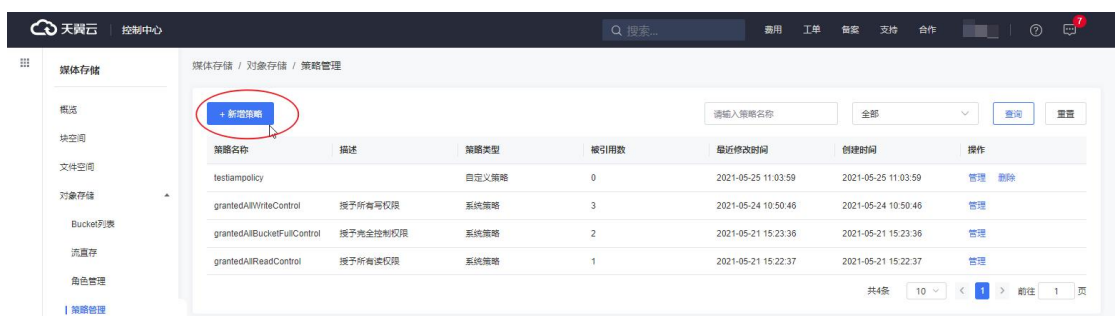 天翼云 控制中心 搜索... 费用 工单 备案 支持 合作 7
媒体存储 媒体存储 / 对象存储 / 策略管理
概览 + 新增策略 请输入策略名称 全部 查询 重置
块空间
策略名称 描述 策略类型 被引用数 最近修改时间 创建时间 操作
文件空间
testiampolicy 自定义策略 0 2021-05-25 11:03:59 2021-05-25 11:03:59 管理 删除
对象存储
grantedAllWriteControl 授予所有写权限 系统策略 3 2021-05-24 10:50:46 2021-05-24 10:50:46 管理
Bucket列表
grantedAllBucketFullControl 授予完全控制权限 系统策略 2 2021-05-21 15:23:36 2021-05-21 15:23:36 管理
流直存
grantedAllReadControl 授予所有读权限 系统策略 1 2021-05-21 15:22:37 2021-05-21 15:22:37 管理
角色管理
共4条 10 < 1 > 前往 1 页
策略管理